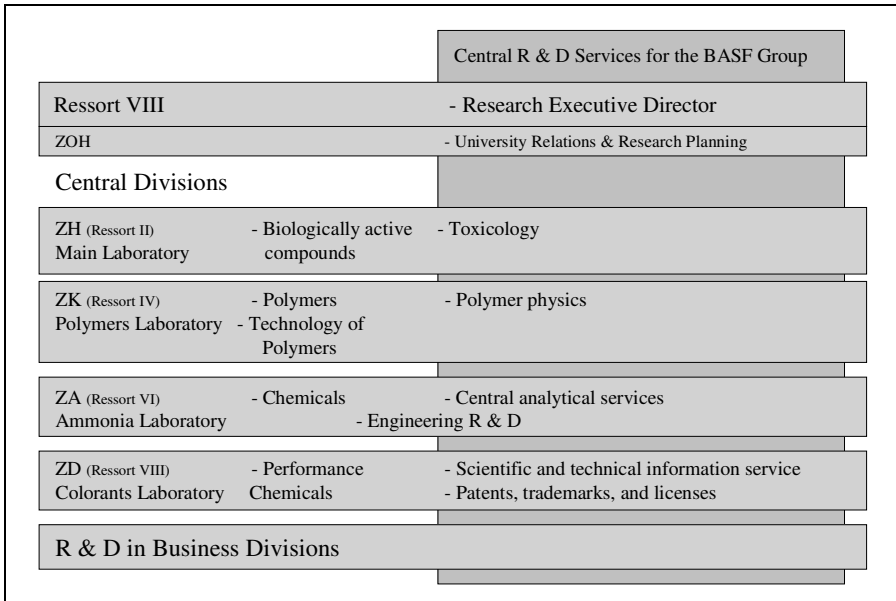 Central R & D Services for the BASF Group
Ressort VIII - Research Executive Director
ZOH - University Relations & Research Planning
Central Divisions
ZH (Ressort II) - Biologically active - Toxicology
Main Laboratory compounds
ZK (Ressort IV) - Polymers - Polymer physics
Polymers Laboratory - Technology of
Polymers
ZA (Ressort VI) - Chemicals - Central analytical services
Ammonia Laboratory - Engineering R & D
ZD (Ressort VIII) - Performance - Scientific and technical information service
Colorants Laboratory Chemicals - Patents, trademarks, and licenses
R & D in Business Divisions